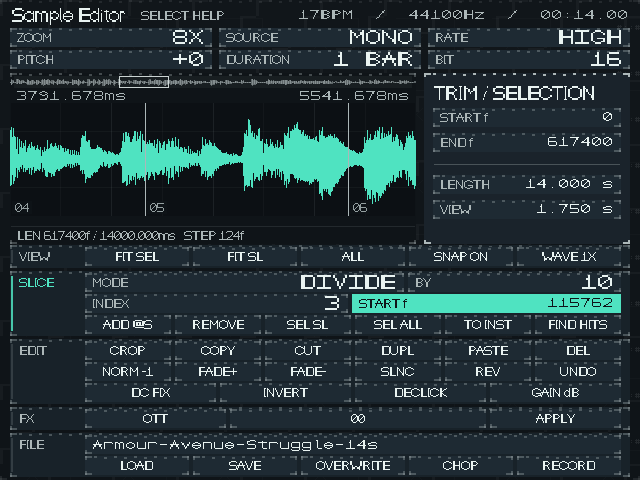 Sample Editor SELECT HELP 17BPM / 44100Hz / 00:14.00
ZOOM 8X SOURCE MONO RATE HIGH
PITCH +0 DURATION 1 BAR BIT 16
3791.678ms 5541.678ms
TRIM / SELECTION
START f 0
END f 617400
LENGTH 14.000 s
VIEW 1.750 s
04 05 06
LEN 617400f / 14000.000ms STEP 124f
VIEW FIT SEL FIT SL ALL SNAP ON WAVE 1X
SLICE MODE DIVIDE BY 10
INDEX 3 START f 115762
ADD @S REMOVE SEL SL SEL ALL TO INST FIND HITS
EDIT CROP COPY CUT DUPL PASTE DEL
NORM -1 FADE+ FADE- SLNC REV UNDO
DC FIX INVERT DECLICK GAIN dB
FX OTT 00 APPLY
FILE Armour-Avenue-Struggle-14s
LOAD SAVE OVERWRITE CHOP RECORD